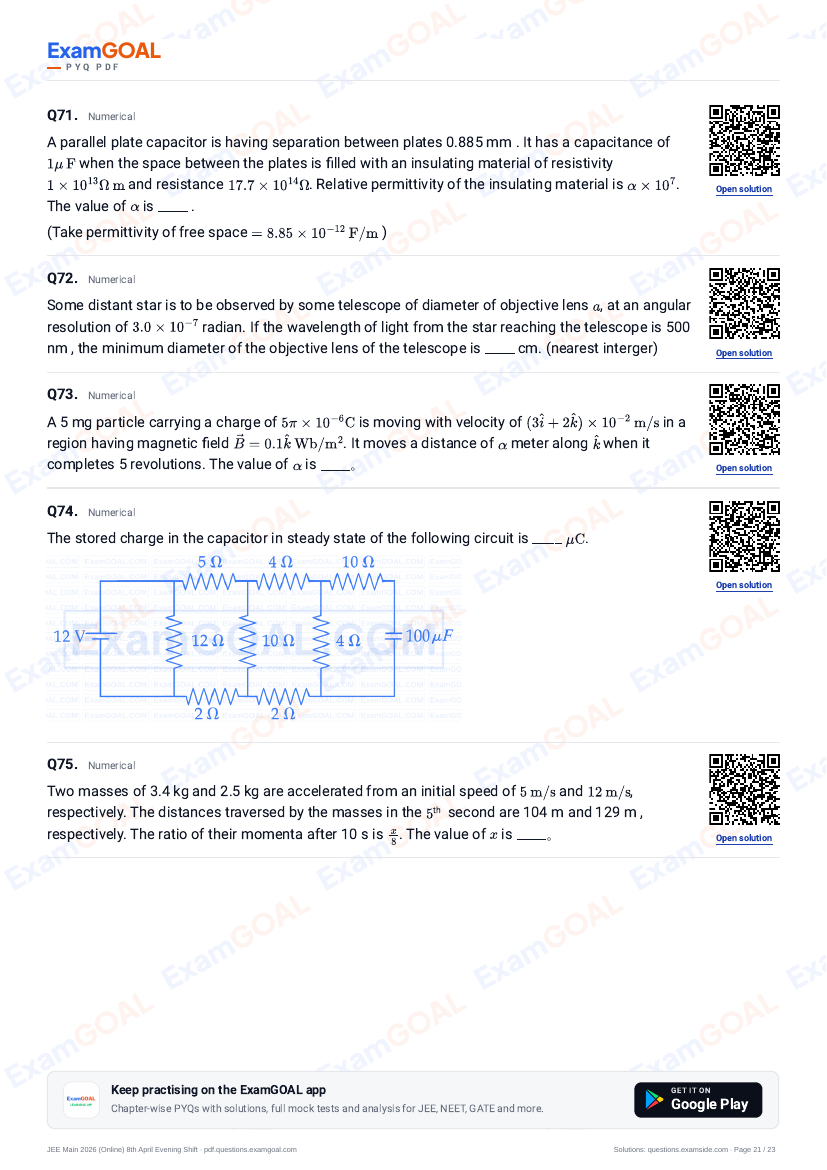 ExamGOAL
PYQ PDF
Q71. Numerical
A parallel plate capacitor is having separation between plates 0.885 mm . It has a capacitance of
1μ F when the space between the plates is filled with an insulating material of resistivity
1 × 10¹³Ω m and resistance 17.7 × 10¹⁴Ω. Relative permittivity of the insulating material is α × 10⁷.
The value of α is ____ .
(Take permittivity of free space = 8.85 × 10⁻¹² F/m )
Open solution
Q72. Numerical
Some distant star is to be observed by some telescope of diameter of objective lens a, at an angular
resolution of 3.0 × 10⁻⁷ radian. If the wavelength of light from the star reaching the telescope is 500
nm , the minimum diameter of the objective lens of the telescope is ____ cm. (nearest interger)
Open solution
Q73. Numerical
A 5 mg particle carrying a charge of 5π × 10⁻⁶C is moving with velocity of (3î + 2k̂) × 10⁻² m/s in a
region having magnetic field B⃗ = 0.1k̂ Wb/m². It moves a distance of α meter along k̂ when it
completes 5 revolutions. The value of α is ____。
Open solution
Q74. Numerical
The stored charge in the capacitor in steady state of the following circuit is ____ μC.
Open solution
5 Ω 4 Ω 10 Ω
12 V 12 Ω 10 Ω 4 Ω 100μF
2 Ω 2 Ω
ExamGOAL.COM
Q75. Numerical
Two masses of 3.4 kg and 2.5 kg are accelerated from an initial speed of 5 m/s and 12 m/s,
respectively. The distances traversed by the masses in the 5ᵗʰ second are 104 m and 129 m ,
respectively. The ratio of their momenta after 10 s is x/8. The value of x is ____。
Open solution
Keep practising on the ExamGOAL app
Chapter-wise PYQs with solutions, full mock tests and analysis for JEE, NEET, GATE and more.
GET IT ON
Google Play
JEE Main 2026 (Online) 8th April Evening Shift · pdf.questions.examgoal.com
Solutions: questions.examside.com · Page 21 / 23